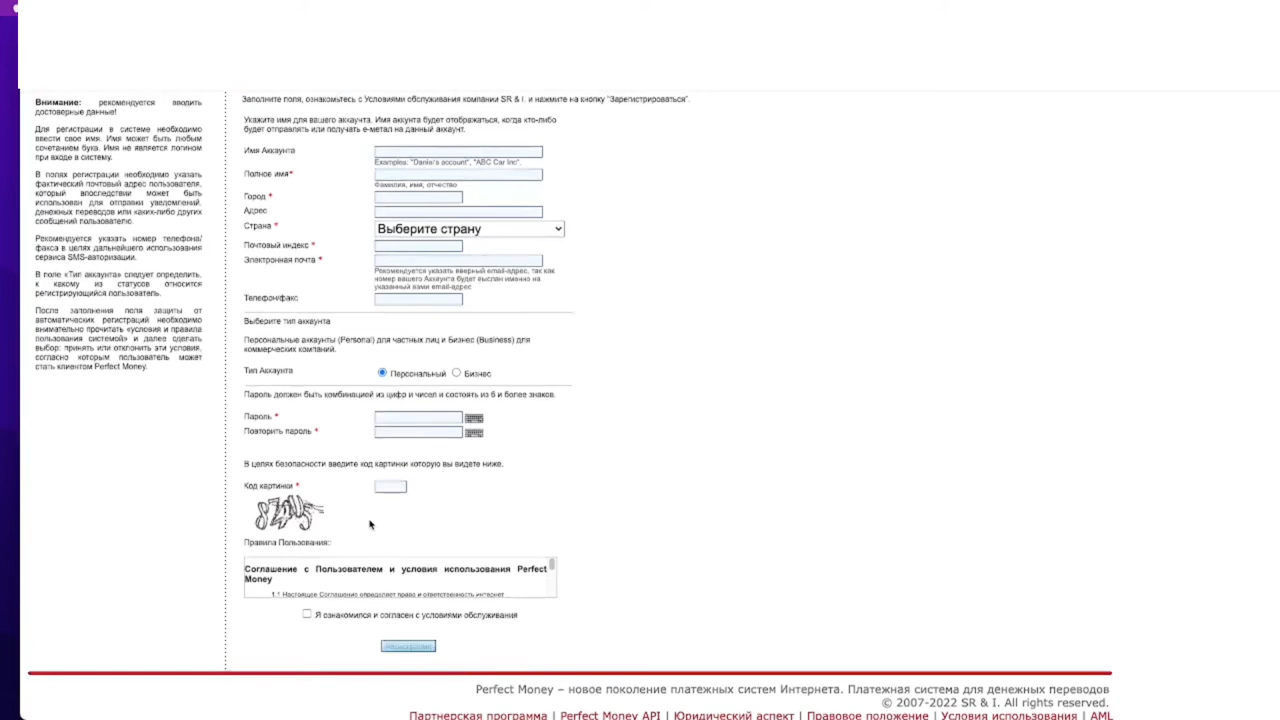 Внимание: рекомендуется вводить
достоверные данные!
Для регистрации в системе необходимо
ввести свое имя. Имя может быть любым
сочетанием букв. Имя не является логином
при входе в систему.
В полях регистрации необходимо указать
фактический почтовый адрес пользователя,
который впоследствии может быть
использован для отправки уведомлений,
денежных переводов или каких-либо других
сообщений пользователю.
Рекомендуется указать номер телефона/
факса в целях дальнейшего использования
сервиса SMS-авторизации.
В поле «Тип аккаунта» следует определить,
к какому из статусов относится
регистрирующийся пользователь.
После заполнения поля защиты от
автоматических регистраций необходимо
внимательно прочитать «условия и правила
пользования системой» и далее сделать
выбор: принять или отклонить эти условия,
согласно которым пользователь может
стать клиентом Perfect Money.
Заполните поля, ознакомьтесь с Условиями обслуживания компании SR & I. и нажмите на кнопку "Зарегистрироваться".
Укажите имя для вашего аккаунта. Имя аккунта будет отображаться, когда кто-либо
будет отправлять или получать e-металл на данный аккаунт.
Имя Аккаунта
Examples: "Daniel's account", "ABC Car Inc".
Полное имя*
Фамилия, имя, отчество
Город *
Адрес
Страна * Выберите страну
Почтовый индекс *
Электронная почта *
Рекомендуется указать вверный email-адрес, так как
номер вашего Аккаунта будет выслан именно на
указанный вами email-адрес
Телефон/факс
Выберите тип аккаунта
Персональные аккаунты (Personal) для частных лиц и Бизнес (Business) для
коммерческих компаний.
Тип Аккаунта Персональный Бизнес
Пароль должен быть комбинацией из цифр и чисел и состоять из 6 и более знаков.
Пароль *
Повторить пароль *
В целях безопасности введите код картинки которую вы видете ниже.
Код картинки *
Правила Пользования::
Соглашение с Пользователем и условия использования Perfect
Money
1.1 Настоящее Соглашение определяет права и ответственность интернет
Я ознакомился и согласен с условиями обслуживания
Perfect Money – новое поколение платежных систем Интернета. Платежная система для денежных переводов
© 2007-2022 SR & I. All rights reserved.
Партнерская программа | Perfect Money API | Юридический аспект | Правовое положение | Условия использования | AML